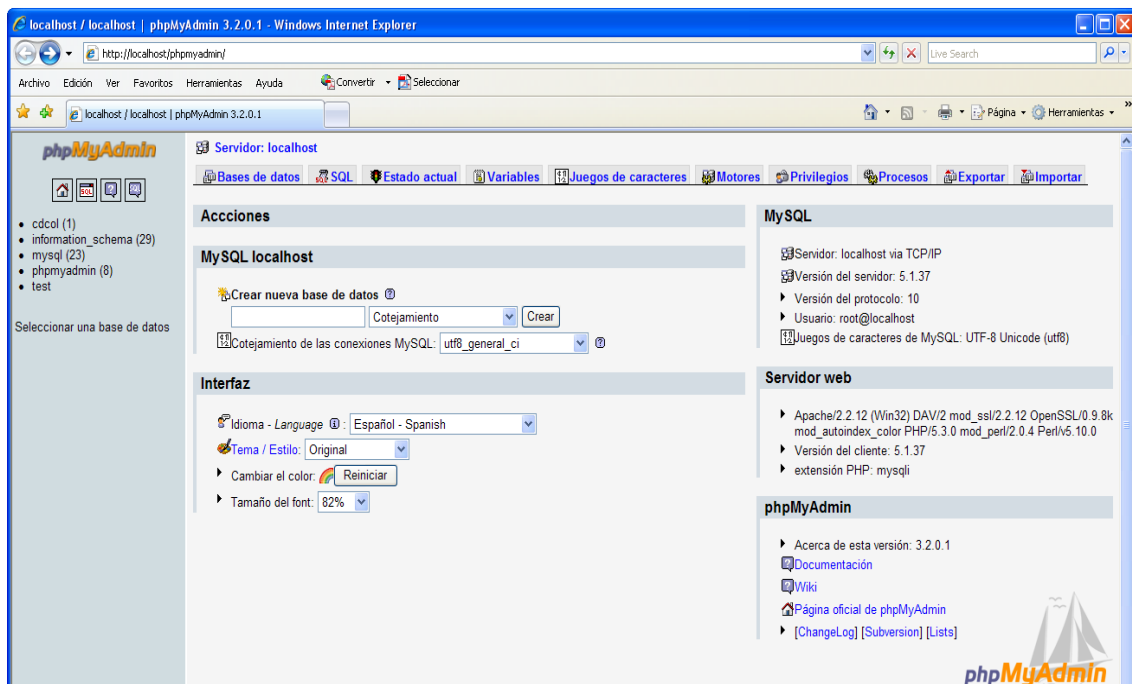 localhost / localhost | phpMyAdmin 3.2.0.1 - Windows Internet Explorer
http://localhost/phpmyadmin/
Live Search
Archivo Edición Ver Favoritos Herramientas Ayuda Convertir Seleccionar
localhost / localhost | phpMyAdmin 3.2.0.1
Página Herramientas
phpMyAdmin
SQL
cdcol (1)
information_schema (29)
mysql (23)
phpmyadmin (8)
test
Seleccionar una base de datos
Servidor: localhost
Bases de datos SQL Estado actual Variables Juegos de caracteres Motores Privilegios Procesos Exportar Importar
Accciones
MySQL localhost
Crear nueva base de datos
Cotejamiento Crear
Cotejamiento de las conexiones MySQL: utf8_general_ci
Interfaz
Idioma - Language : Español - Spanish
Tema / Estilo: Original
Cambiar el color: Reiniciar
Tamaño del font: 82%
MySQL
Servidor: localhost via TCP/IP
Versión del servidor: 5.1.37
Versión del protocolo: 10
Usuario: root@localhost
Juegos de caracteres de MySQL: UTF-8 Unicode (utf8)
Servidor web
Apache/2.2.12 (Win32) DAV/2 mod_ssl/2.2.12 OpenSSL/0.9.8k
mod_autoindex_color PHP/5.3.0 mod_perl/2.0.4 Perl/v5.10.0
Versión del cliente: 5.1.37
extensión PHP: mysqli
phpMyAdmin
Acerca de esta versión: 3.2.0.1
Documentación
Wiki
Página oficial de phpMyAdmin
[ChangeLog] [Subversion] [Lists]
phpMyAdmin